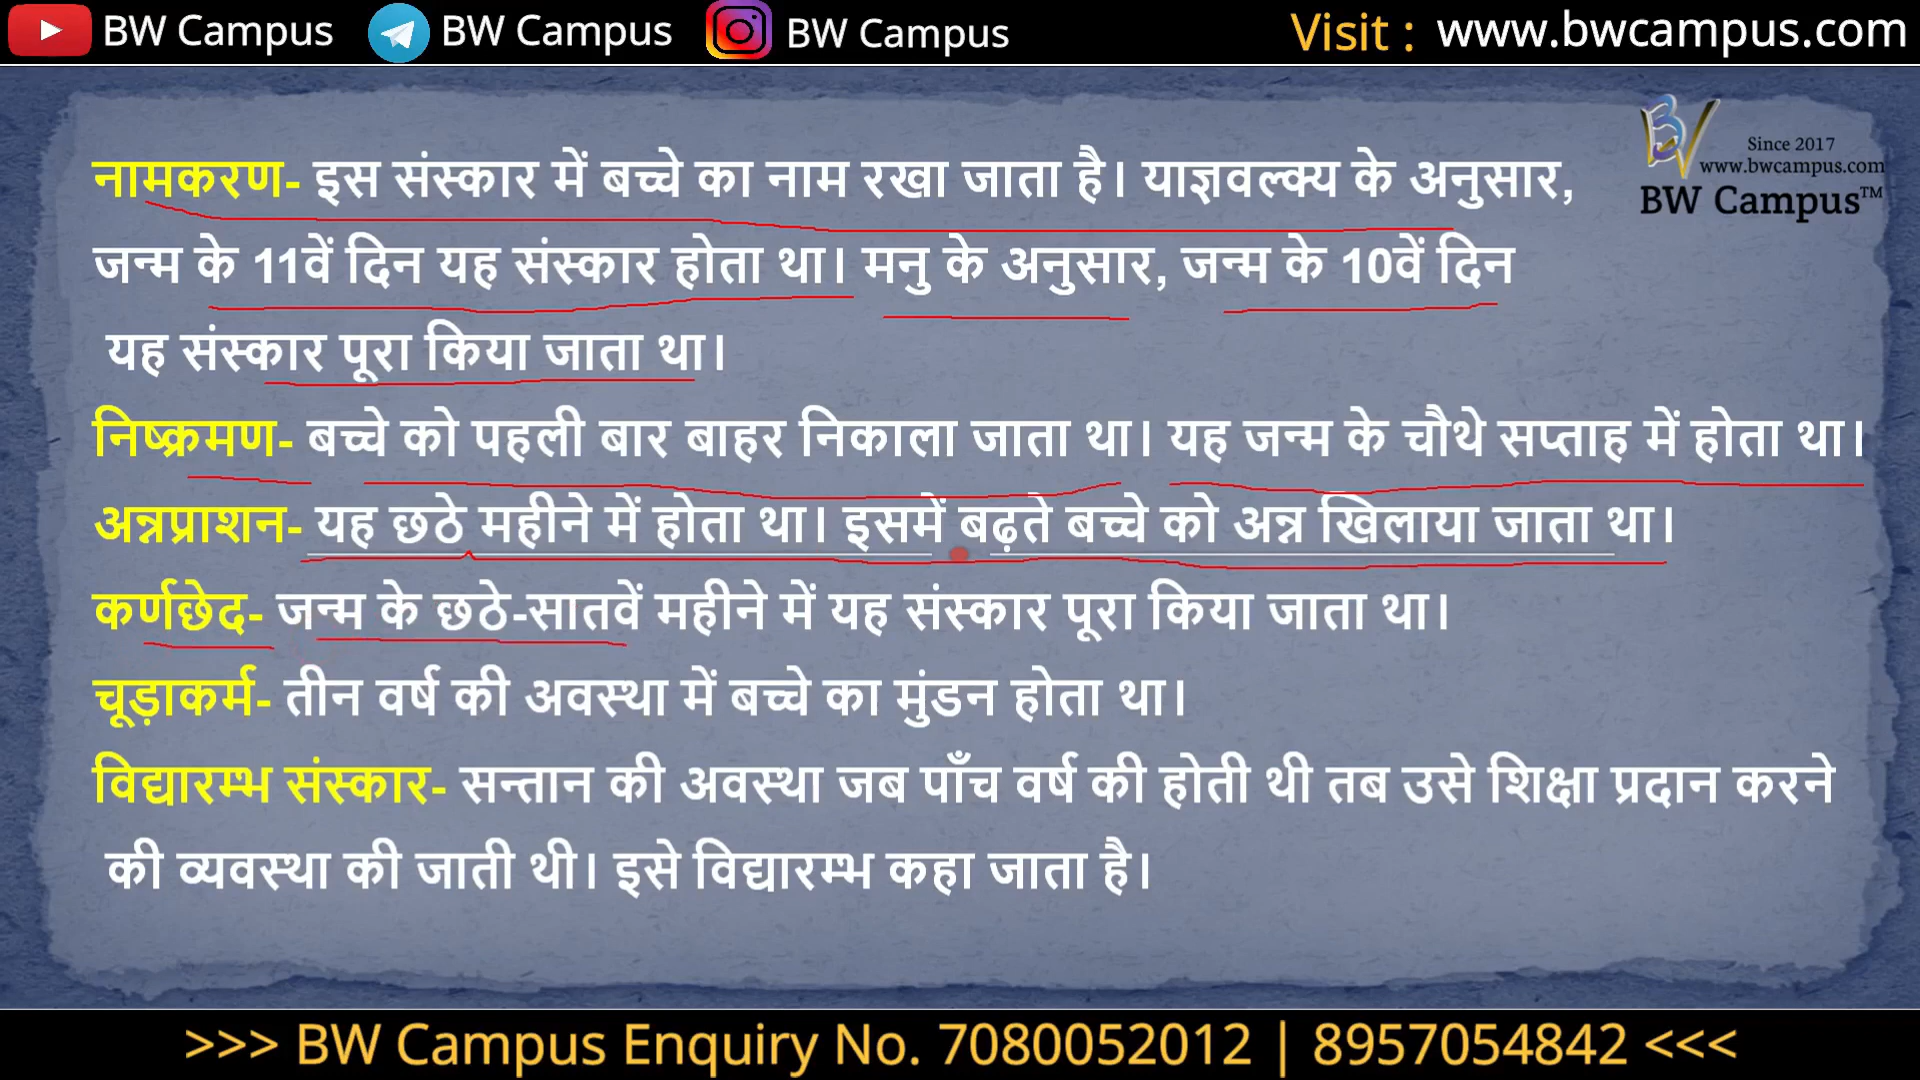 BW Campus BW Campus BW Campus Visit : www.bwcampus.com
Since 2017
www.bwcampus.com
BW Campus™
नामकरण- इस संस्कार में बच्चे का नाम रखा जाता है। याज्ञवल्क्य के अनुसार,
जन्म के 11वें दिन यह संस्कार होता था। मनु के अनुसार, जन्म के 10वें दिन
यह संस्कार पूरा किया जाता था।
निष्क्रमण- बच्चे को पहली बार बाहर निकाला जाता था। यह जन्म के चौथे सप्ताह में होता था।
अन्नप्राशन- यह छठे महीने में होता था। इसमें बढ़ते बच्चे को अन्न खिलाया जाता था।
कर्णछेद- जन्म के छठे-सातवें महीने में यह संस्कार पूरा किया जाता था।
चूड़ाकर्म- तीन वर्ष की अवस्था में बच्चे का मुंडन होता था।
विद्यारम्भ संस्कार- सन्तान की अवस्था जब पाँच वर्ष की होती थी तब उसे शिक्षा प्रदान करने
की व्यवस्था की जाती थी। इसे विद्यारम्भ कहा जाता है।
>>> BW Campus Enquiry No. 7080052012 | 8957054842 <<<